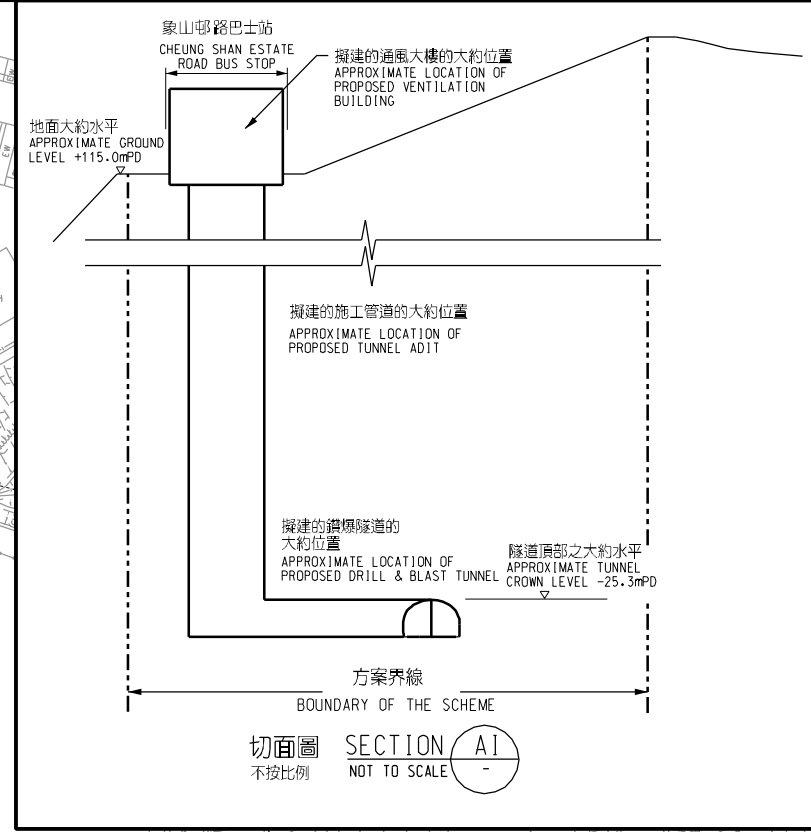 象山邨路巴士站
CHEUNG SHAN ESTATE
ROAD BUS STOP
擬建的通風大樓的大約位置
APPROXIMATE LOCATION OF
PROPOSED VENTILATION
BUILDING
地面大約水平
APPROXIMATE GROUND
LEVEL +115.0mPD
擬建的施工管道的大約位置
APPROXIMATE LOCATION OF
PROPOSED TUNNEL ADIT
擬建的鑽爆隧道的
大約位置
APPROXIMATE LOCATION OF
PROPOSED DRILL & BLAST TUNNEL
隧道頂部之大約水平
APPROXIMATE TUNNEL
CROWN LEVEL -25.3mPD
方案界線
BOUNDARY OF THE SCHEME
切面圖 SECTION AI
不按比例 NOT TO SCALE -